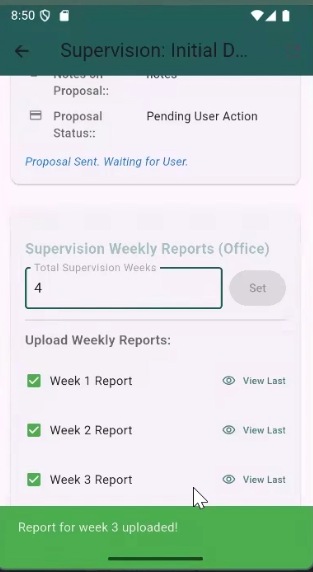 8:50
Supervision: Initial D...
Notes on notes
Proposal::
Proposal Pending User Action
Status::
Proposal Sent. Waiting for User.
Supervision Weekly Reports (Office)
Total Supervision Weeks
4 Set
Upload Weekly Reports:
Week 1 Report View Last
Week 2 Report View Last
Week 3 Report View Last
Report for week 3 uploaded!